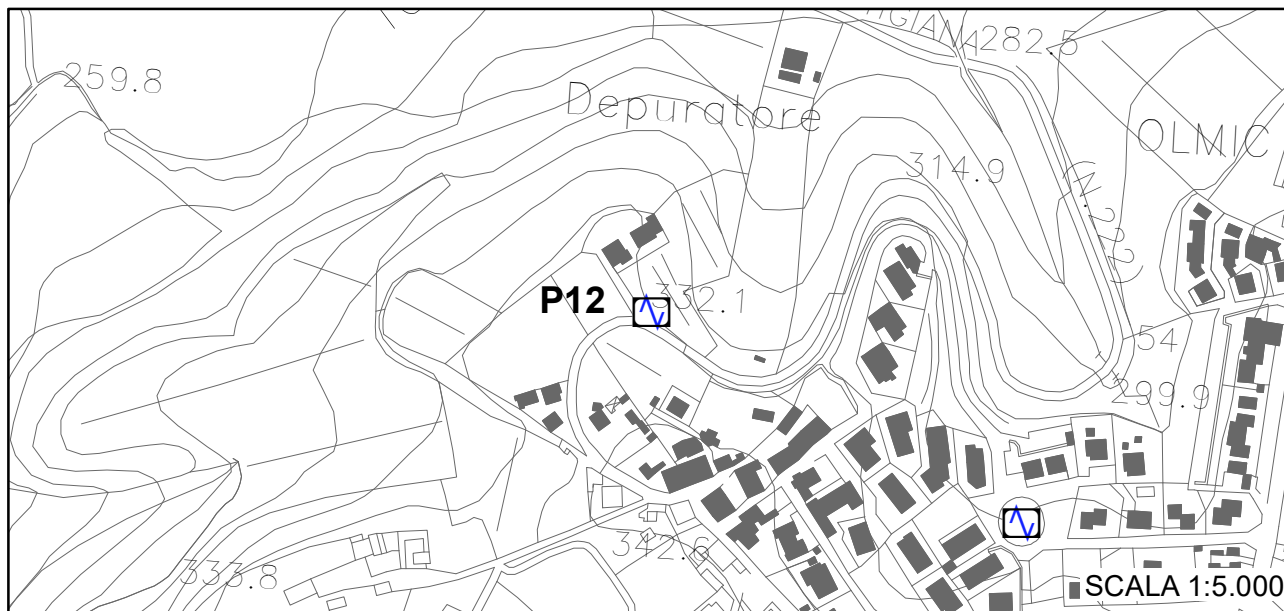 GIANA
282.5
259.8
Depuratore
OLMIC
314.9
P12
332.1
54
299.9
342.6
333.8
SCALA 1:5.000